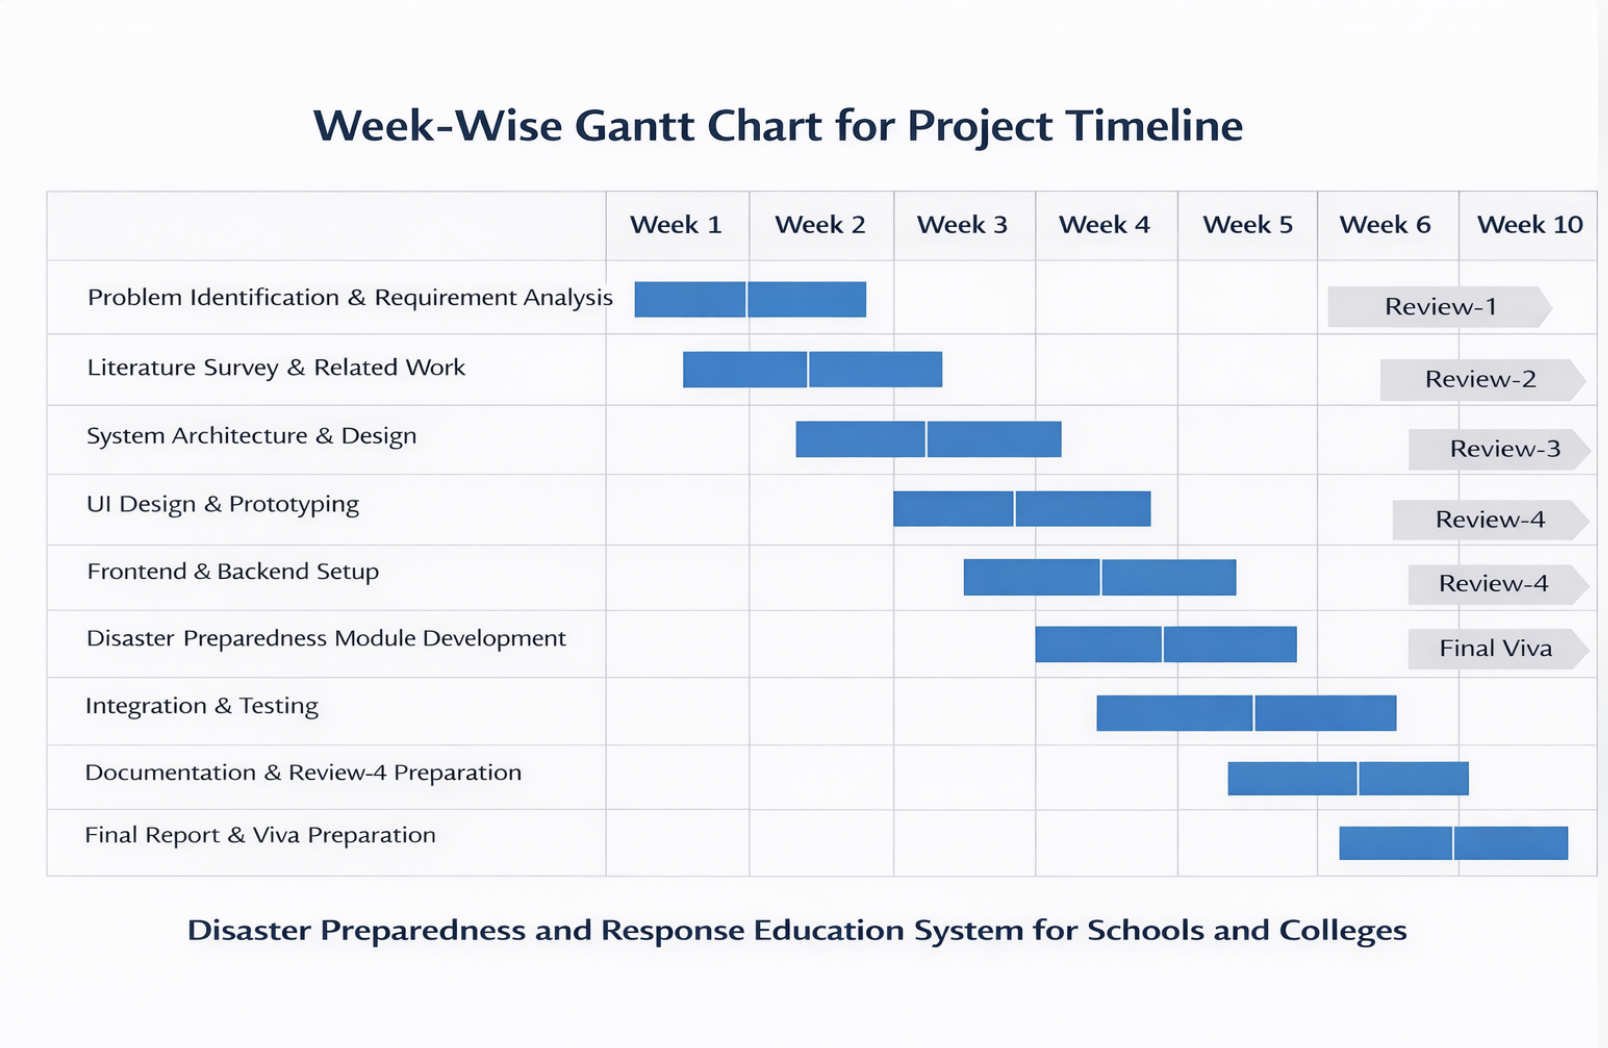 Week-Wise Gantt Chart for Project Timeline
Week 1 Week 2 Week 3 Week 4 Week 5 Week 6 Week 10
Problem Identification & Requirement Analysis Review-1
Literature Survey & Related Work Review-2
System Architecture & Design Review-3
UI Design & Prototyping Review-4
Frontend & Backend Setup Review-4
Disaster Preparedness Module Development Final Viva
Integration & Testing
Documentation & Review-4 Preparation
Final Report & Viva Preparation
Disaster Preparedness and Response Education System for Schools and Colleges